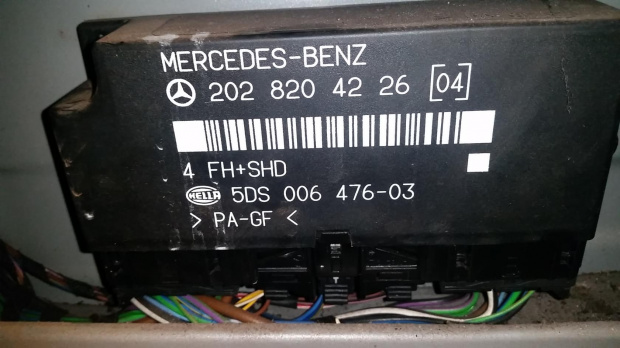 MERCEDES-BENZ
202 820 42 26 [04]
4 FH+SHD
HELLA 5DS 006 476-03
> PA-GF <